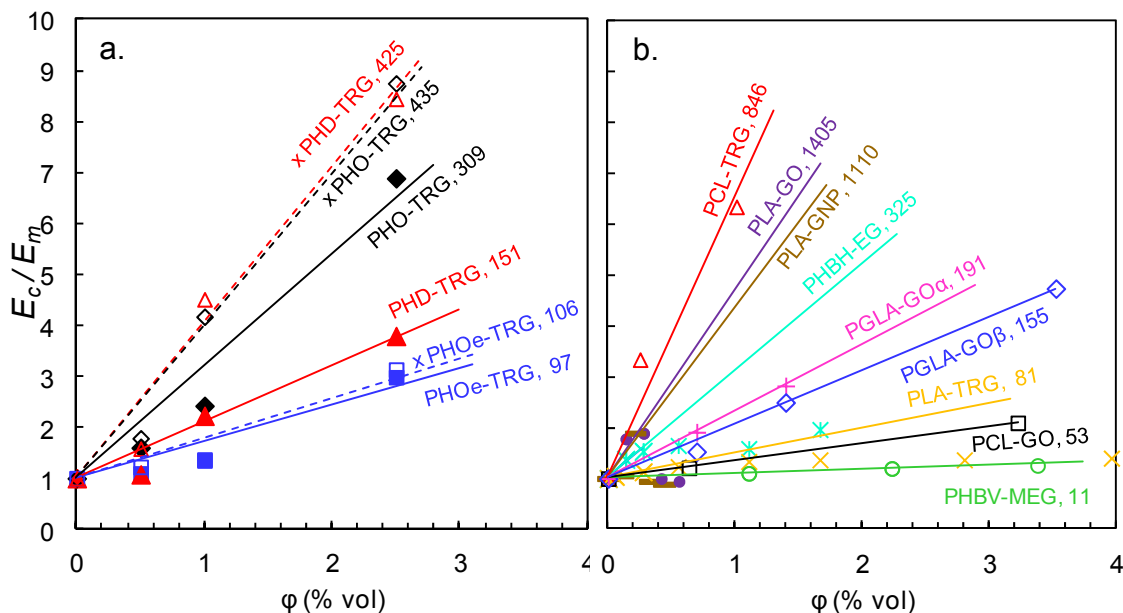 10
9
8
7
6
5
4
3
2
1
0
E_c / E_m
a.
x PHD-TRG, 425
x PHO-TRG, 435
PHO-TRG, 309
PHD-TRG, 151
x PHOe-TRG, 106
PHOe-TRG, 97
0
1
2
3
4
φ (% vol)
b.
PCL-TRG, 846
PLA-GO, 1405
PLA-GNP, 1110
PHBH-EG, 325
PGLA-GOα, 191
PGLA-GOβ, 155
PLA-TRG, 81
PCL-GO, 53
PHBV-MEG, 11
0
1
2
3
4
φ (% vol)